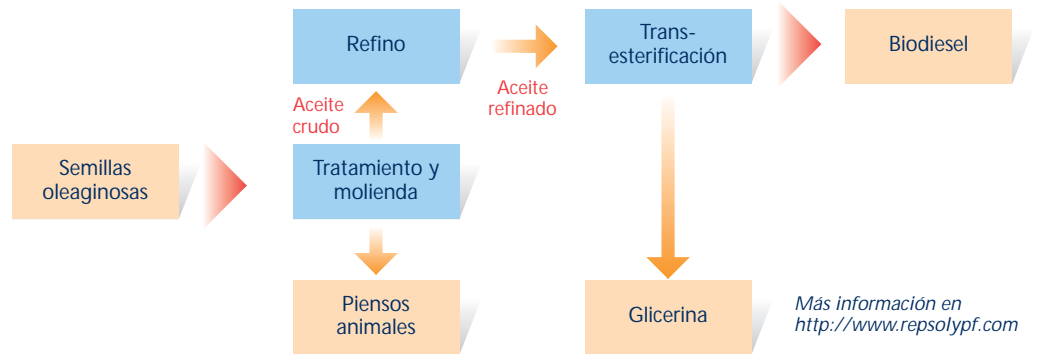 Refino
Trans-
esterificación
Biodiesel
Aceite
crudo
Aceite
refinado
Semillas
oleaginosas
Tratamiento y
molienda
Piensos
animales
Glicerina
Más información en
http://www.repsolypf.com